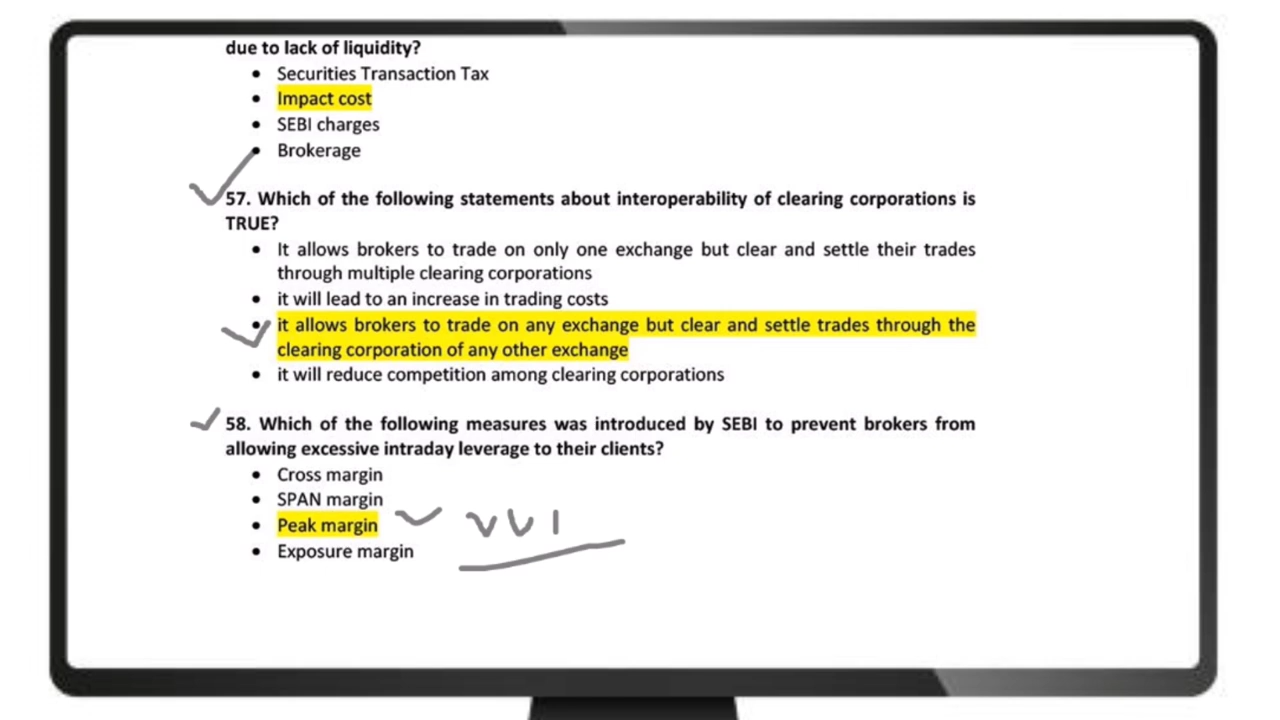 due to lack of liquidity?
• Securities Transaction Tax
• Impact cost
• SEBI charges
• Brokerage
57. Which of the following statements about interoperability of clearing corporations is
TRUE?
• It allows brokers to trade on only one exchange but clear and settle their trades
through multiple clearing corporations
• it will lead to an increase in trading costs
• it allows brokers to trade on any exchange but clear and settle trades through the
clearing corporation of any other exchange
• it will reduce competition among clearing corporations
58. Which of the following measures was introduced by SEBI to prevent brokers from
allowing excessive intraday leverage to their clients?
• Cross margin
• SPAN margin
• Peak margin VVI
• Exposure margin